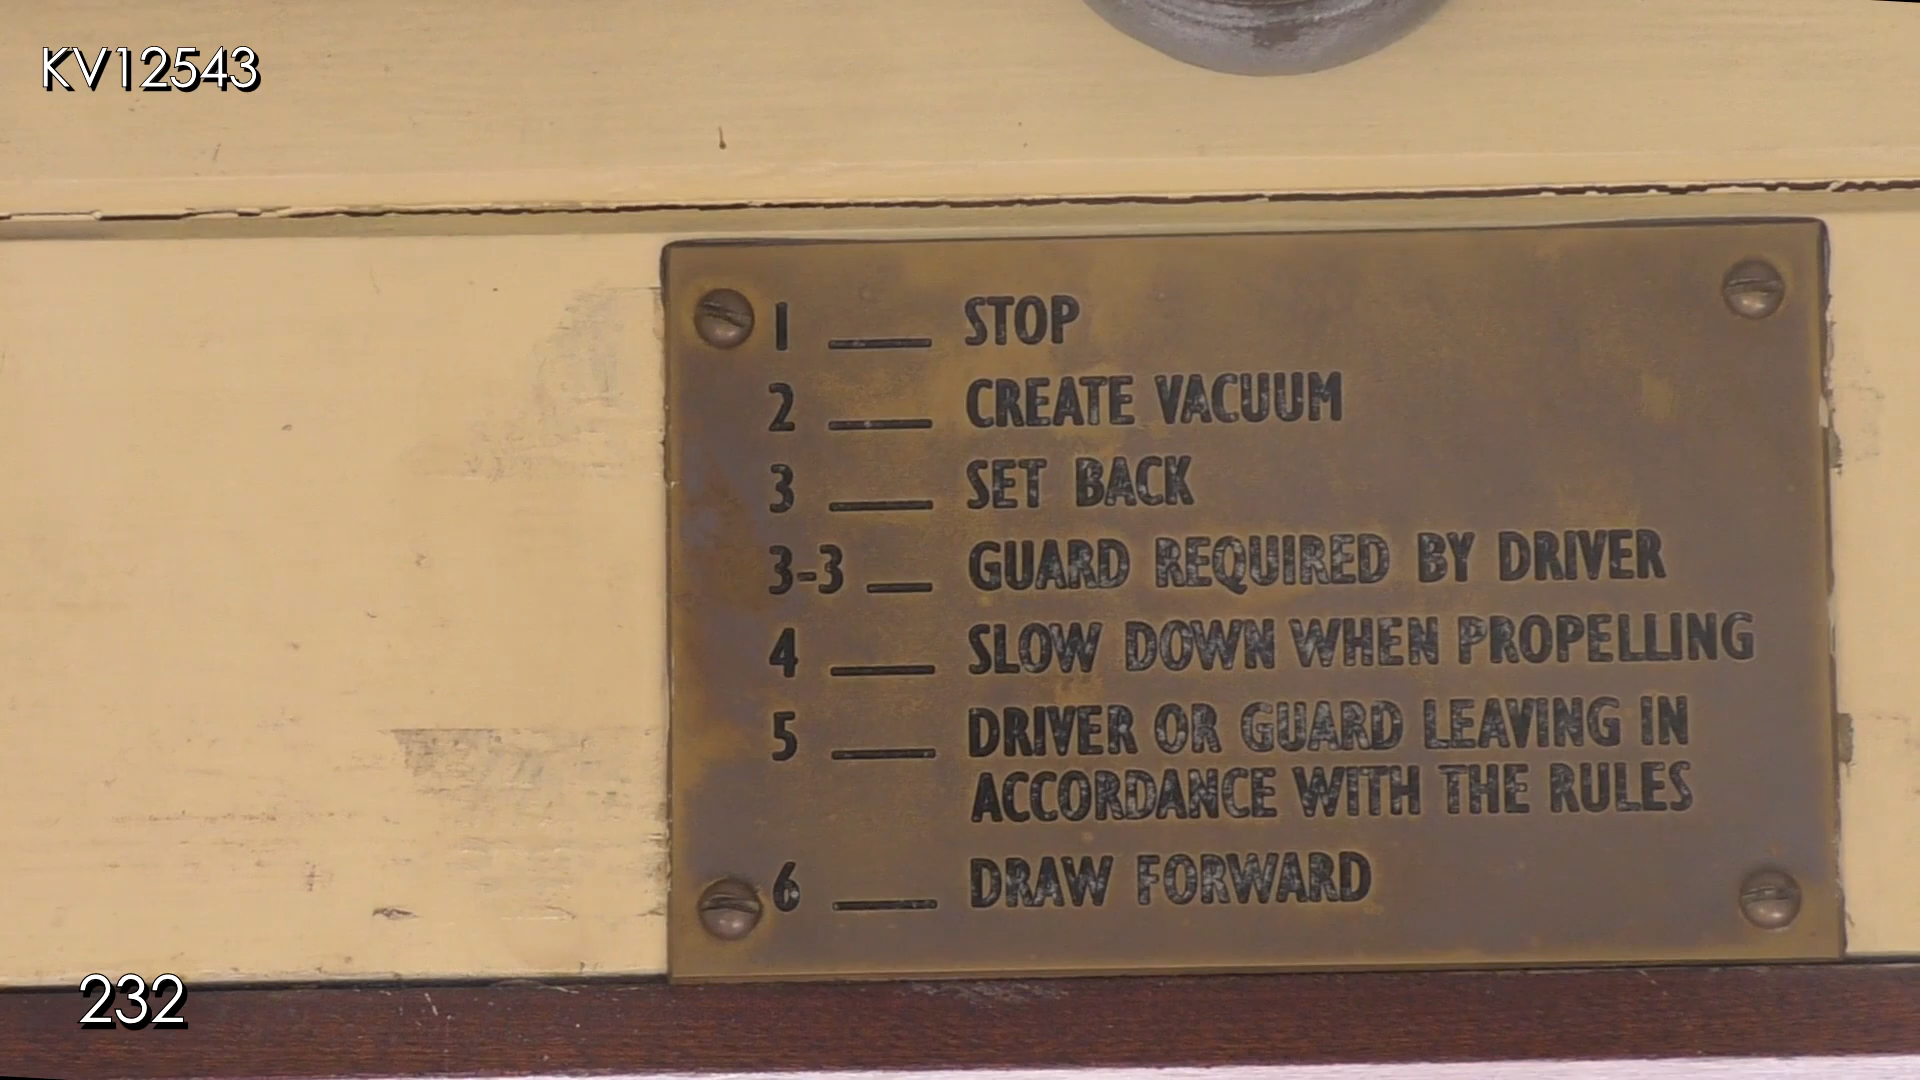 KV12543
1 ___ STOP
2 ___ CREATE VACUUM
3 ___ SET BACK
3-3 __ GUARD REQUIRED BY DRIVER
4 ___ SLOW DOWN WHEN PROPELLING
5 ___ DRIVER OR GUARD LEAVING IN
ACCORDANCE WITH THE RULES
6 ___ DRAW FORWARD
232